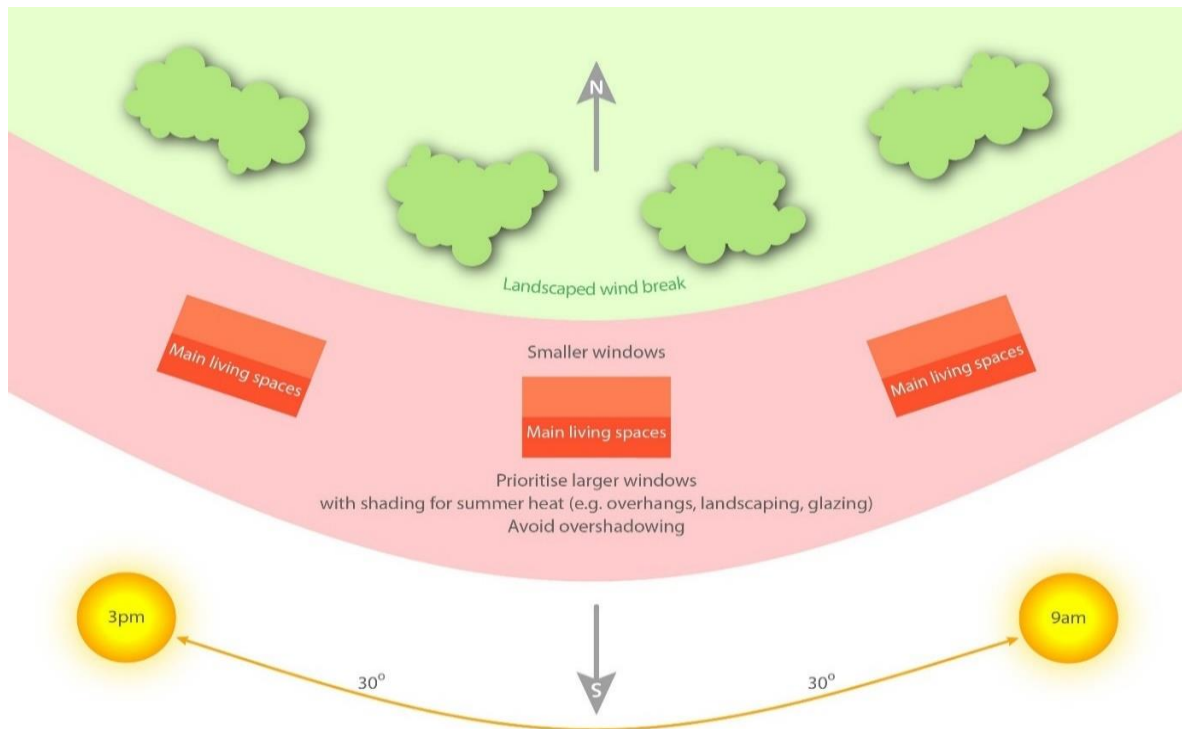 N
Landscaped wind break
Smaller windows
Main living spaces
Main living spaces
Main living spaces
Prioritise larger windows
with shading for summer heat (e.g. overhangs, landscaping, glazing)
Avoid overshadowing
3pm
9am
30°
30°
S